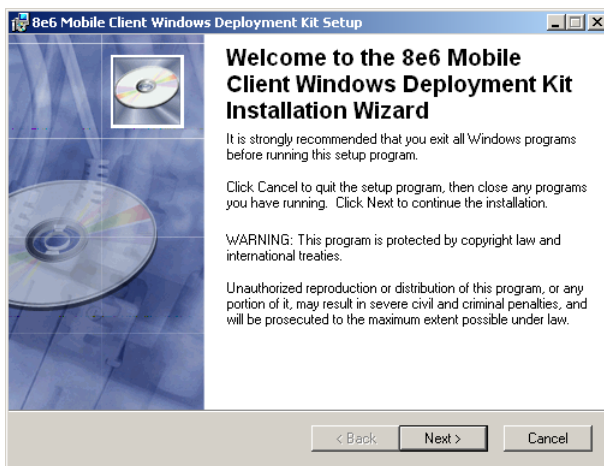 8e6 Mobile Client Windows Deployment Kit Setup
Welcome to the 8e6 Mobile
Client Windows Deployment Kit
Installation Wizard
It is strongly recommended that you exit all Windows programs
before running this setup program.
Click Cancel to quit the setup program, then close any programs
you have running. Click Next to continue the installation.
WARNING: This program is protected by copyright law and
international treaties.
Unauthorized reproduction or distribution of this program, or any
portion of it, may result in severe civil and criminal penalties, and
will be prosecuted to the maximum extent possible under law.
< Back Next > Cancel